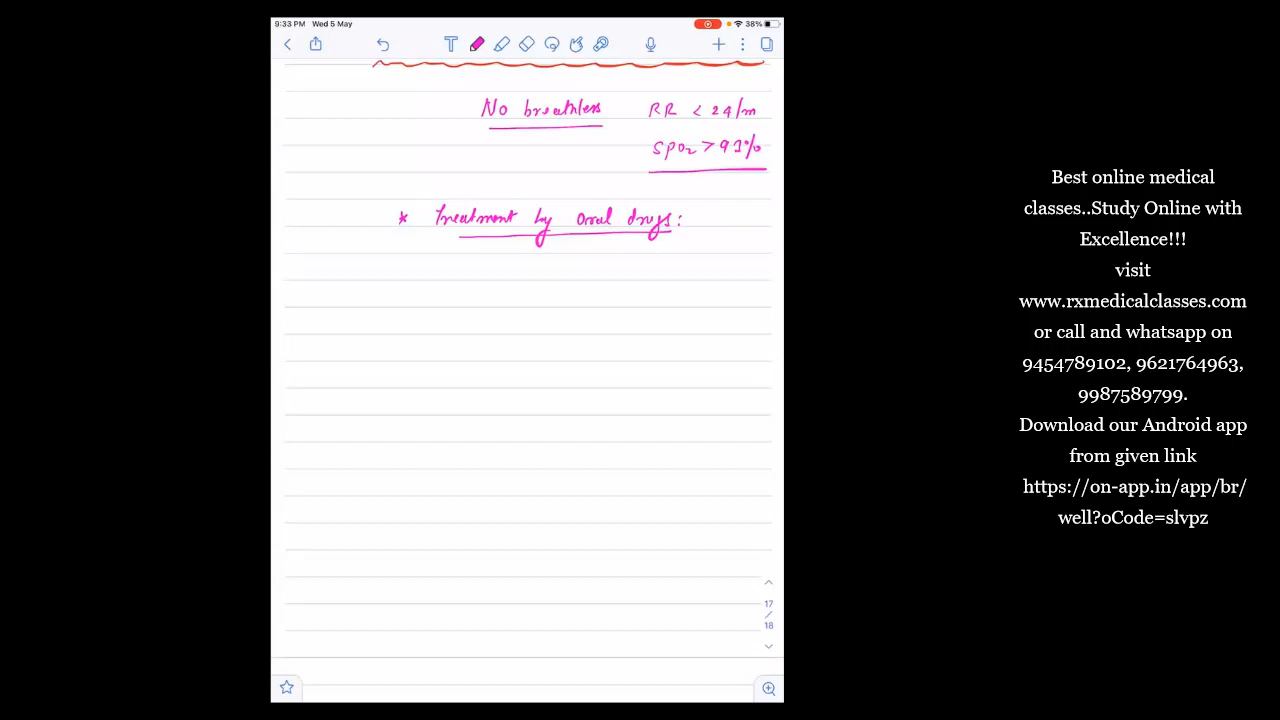 9:33 PM Wed 5 May
38%
No breathless RR < 24/m
SPO2 > 93%
* Treatment by oral drugs:
17
/
18
Best online medical
classes..Study Online with
Excellence!!!
visit
www.rxmedicalclasses.com
or call and whatsapp on
9454789102, 9621764963,
9987589799.
Download our Android app
from given link
https://on-app.in/app/br/
well?oCode=slvpz